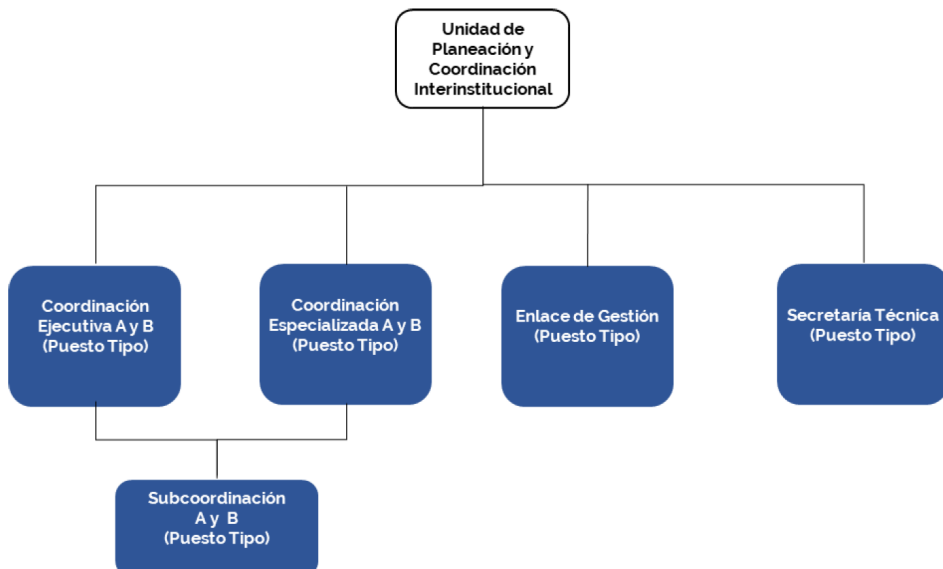 Unidad de
Planeación y
Coordinación
Interinstitucional
Coordinación
Ejecutiva A y B
(Puesto Tipo)
Coordinación
Especializada A y B
(Puesto Tipo)
Enlace de Gestión
(Puesto Tipo)
Secretaría Técnica
(Puesto Tipo)
Subcoordinación
A y B
(Puesto Tipo)